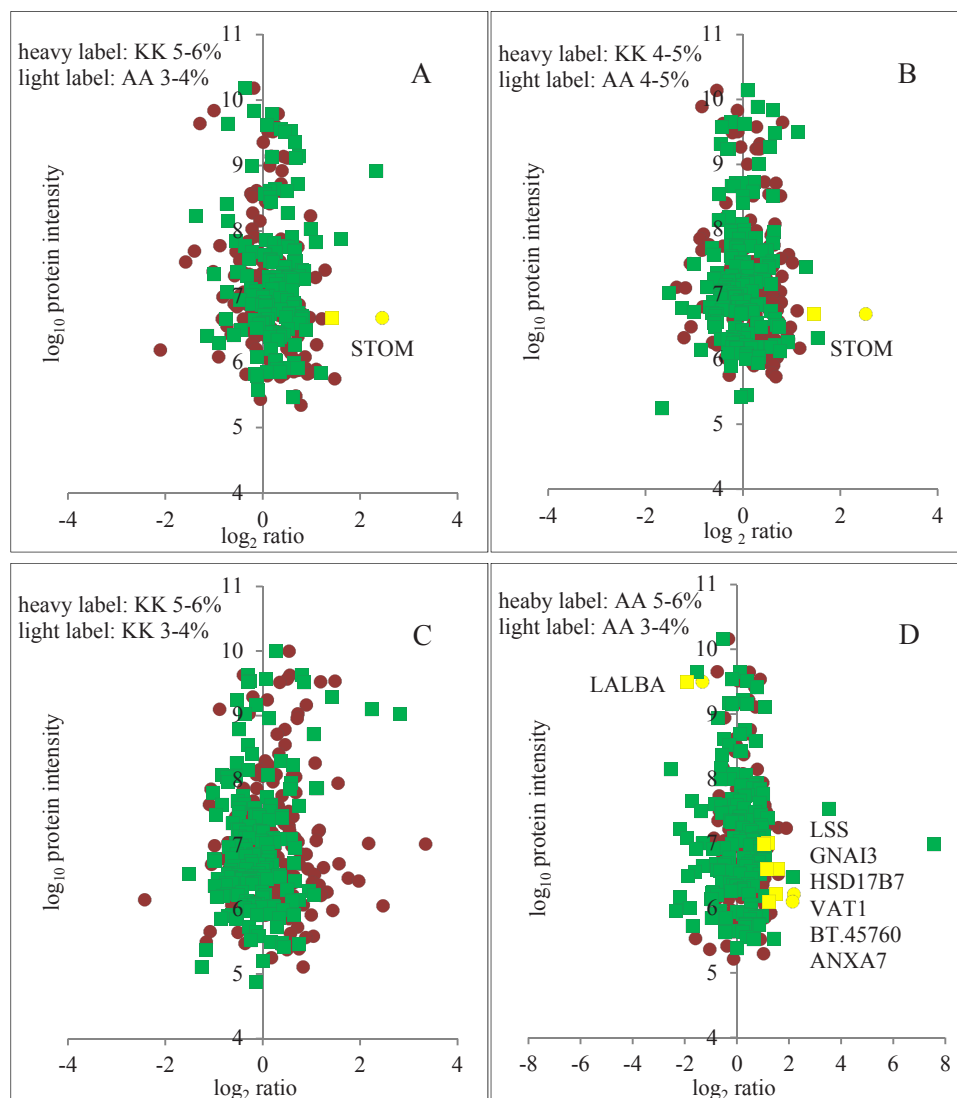 heavy label: KK 5-6%
light label: AA 3-4%
A
11
10
9
8
7
6
5
4
log₁₀ protein intensity
STOM
-4
-2
0
2
4
log₂ ratio
heavy label: KK 4-5%
light label: AA 4-5%
B
11
10
9
8
7
6
5
4
log₁₀ protein intensity
STOM
-4
-2
0
2
4
log ₂ ratio
heavy label: KK 5-6%
light label: KK 3-4%
C
11
10
9
8
7
6
5
4
log₁₀ protein intensity
-4
-2
0
2
4
log₂ ratio
heaby label: AA 5-6%
light label: AA 3-4%
D
11
10
9
8
7
6
5
4
LALBA
log₁₀ protein intensity
LSS
GNAI3
HSD17B7
VAT1
BT.45760
ANXA7
-8
-6
-4
-2
0
2
4
6
8
log₂ ratio